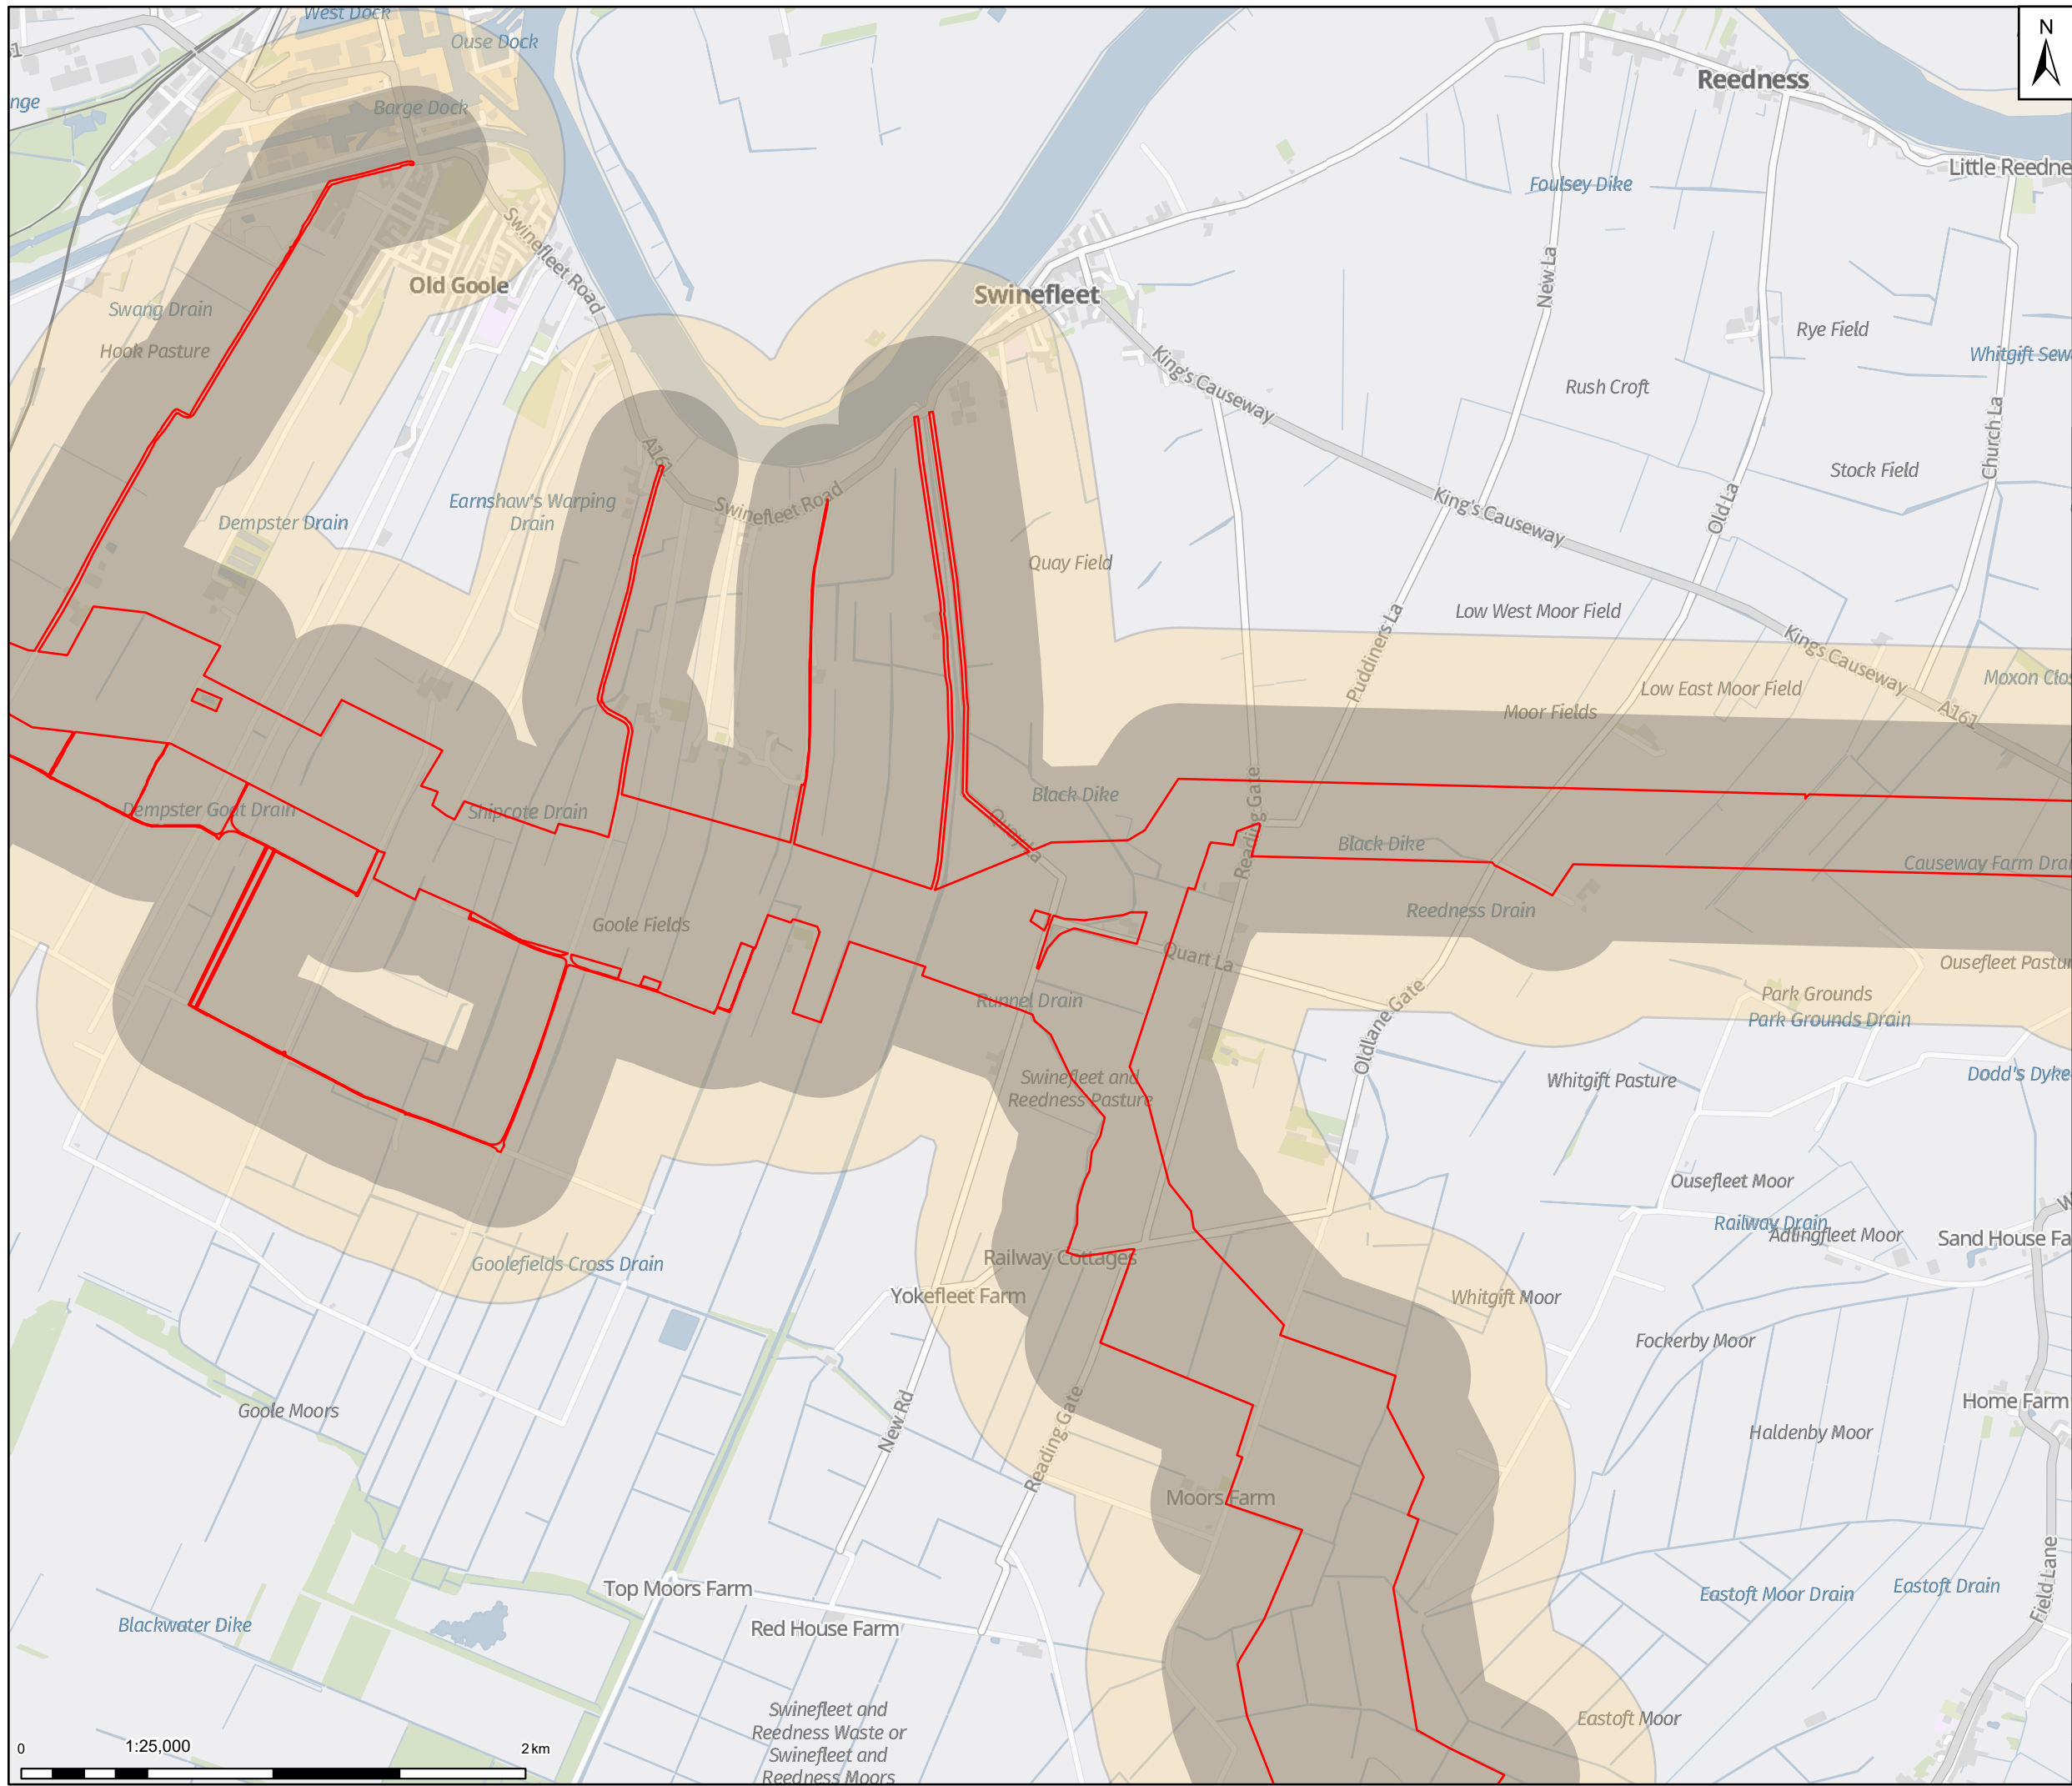 West Dock
Ouse Dock
N
Reedness
Barge Dock
Little Reedne
nge
Foulsey Dike
Swinefleet Road
New La
Old Goole
Swinefleet
Swang Drain
Rye Field
Hook Pasture
King's Causeway
Whitgift Sew
Rush Croft
Church La
A161
Stock Field
Earnshaw's Warping
Drain
Swinefleet Road
King's Causeway
Old La
Dempster Drain
Quay Field
Low West Moor Field
Puddiners La
Kings Causeway
Moxon Clos
Low East Moor Field
Moor Fields
A161
Black Dike
Reading Gate
Dempster Goat Drain
Shipcote Drain
Quay La
Black Dike
Causeway Farm Drai
Goole Fields
Reedness Drain
Quart La
Ousefleet Pastur
Runnel Drain
Park Grounds
Park Grounds Drain
Oldlane Gate
Swinefleet and
Reedness Pasture
Whitgift Pasture
Dodd's Dyke
Ousefleet Moor
Railway Drain
Adlingfleet Moor
Sand House Fa
Goolefields Cross Drain
Railway Cottages
Yokefleet Farm
Whitgift Moor
Fockerby Moor
Goole Moors
New Rd
Reading Gate
Home Farm
Haldenby Moor
Moors Farm
Top Moors Farm
Eastoft Moor Drain
Eastoft Drain
Field Lane
Blackwater Dike
Red House Farm
Swinefleet and
Reedness Waste or
Swinefleet and
Reedness Moors
Eastoft Moor
1:25,000
0
2 km